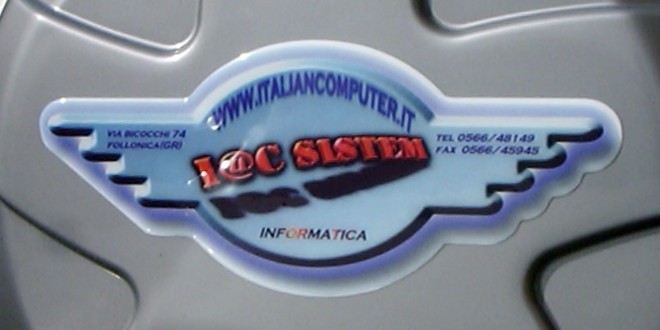 WWW.ITALIANCOMPUTER.IT
VIA BICOCCHI 74
FOLLONICA(GR)
TEL 0566/48149
FAX 0566/45945
I@C SISTEM
INFORMATICA